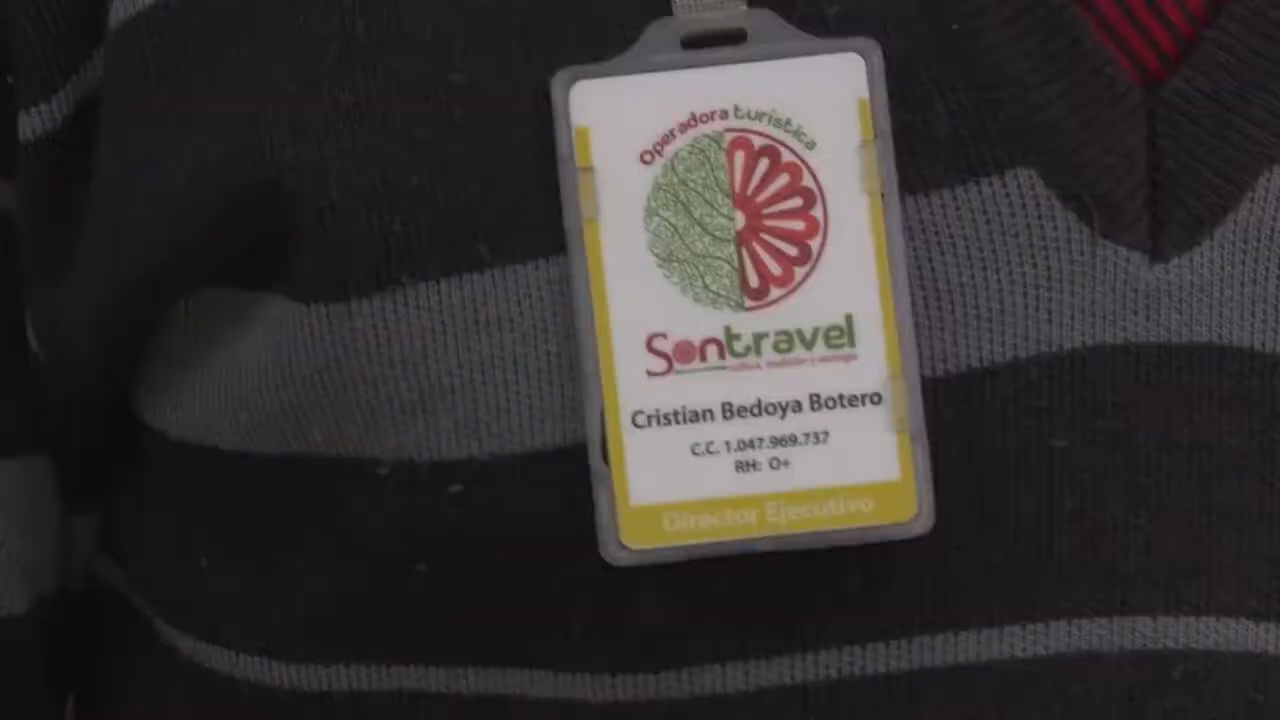 Operadora turística
Sontravel
Cristian Bedoya Botero
C.C. 1.047.969.737
RH: O+
Director Ejecutivo